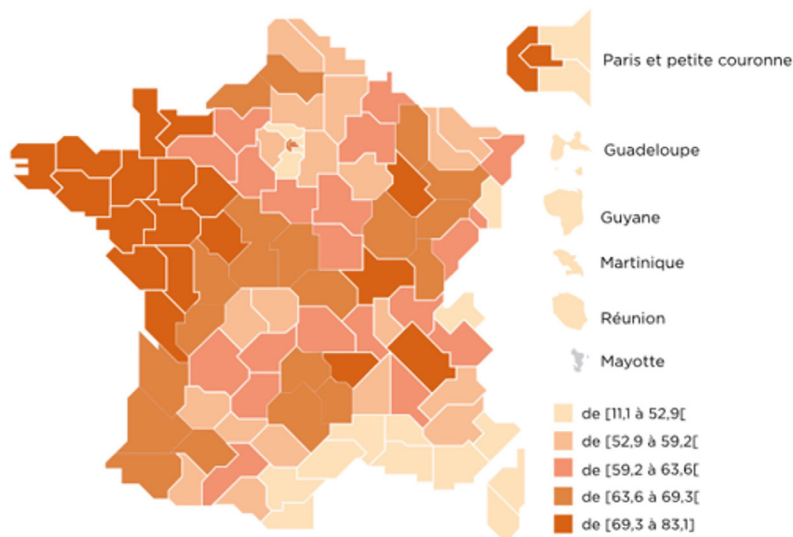 Paris et petite couronne
Guadeloupe
Guyane
Martinique
Réunion
Mayotte
de [11,1 à 52,9[
de [52,9 à 59,2[
de [59,2 à 63,6[
de [63,6 à 69,3[
de [69,3 à 83,1]